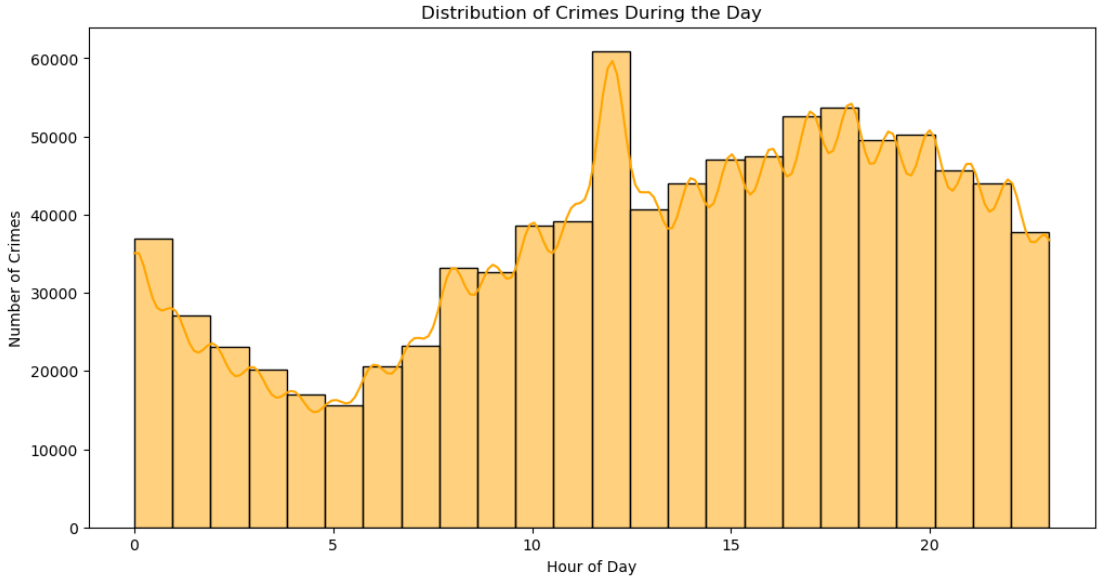 Distribution of Crimes During the Day
Number of Crimes
60000
50000
40000
30000
20000
10000
0
0 5 10 15 20
Hour of Day